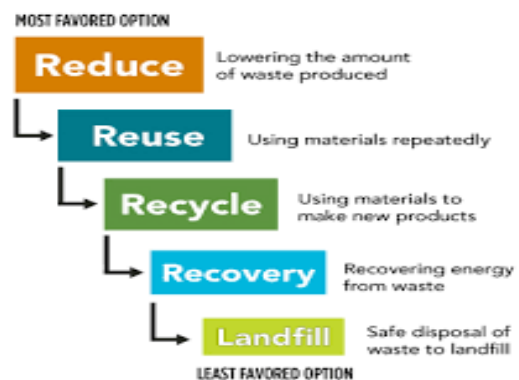 MOST FAVORED OPTION
Reduce
Lowering the amount
of waste produced
Reuse
Using materials repeatedly
Recycle
Using materials to
make new products
Recovery
Recovering energy
from waste
Landfill
Safe disposal of
waste to landfill
LEAST FAVORED OPTION